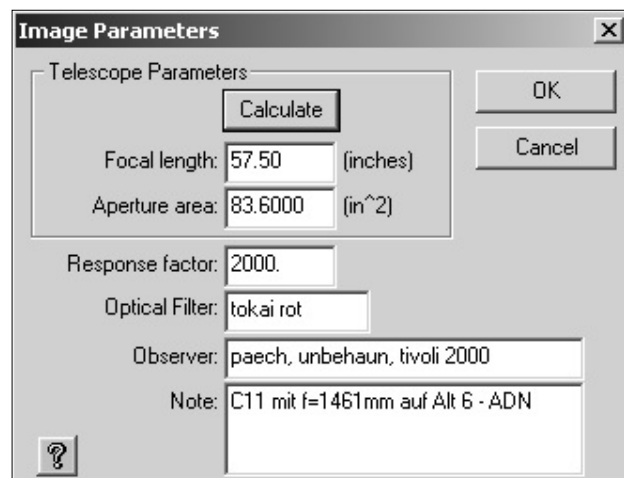 Image Parameters
Telescope Parameters
Calculate
OK
Cancel
Focal length: 57.50 (inches)
Aperture area: 83.6000 (in^2)
Response factor: 2000.
Optical Filter: tokai rot
Observer: paech, unbehaun, tivoli 2000
Note: C11 mit f=1461mm auf Alt 6 - ADN
?